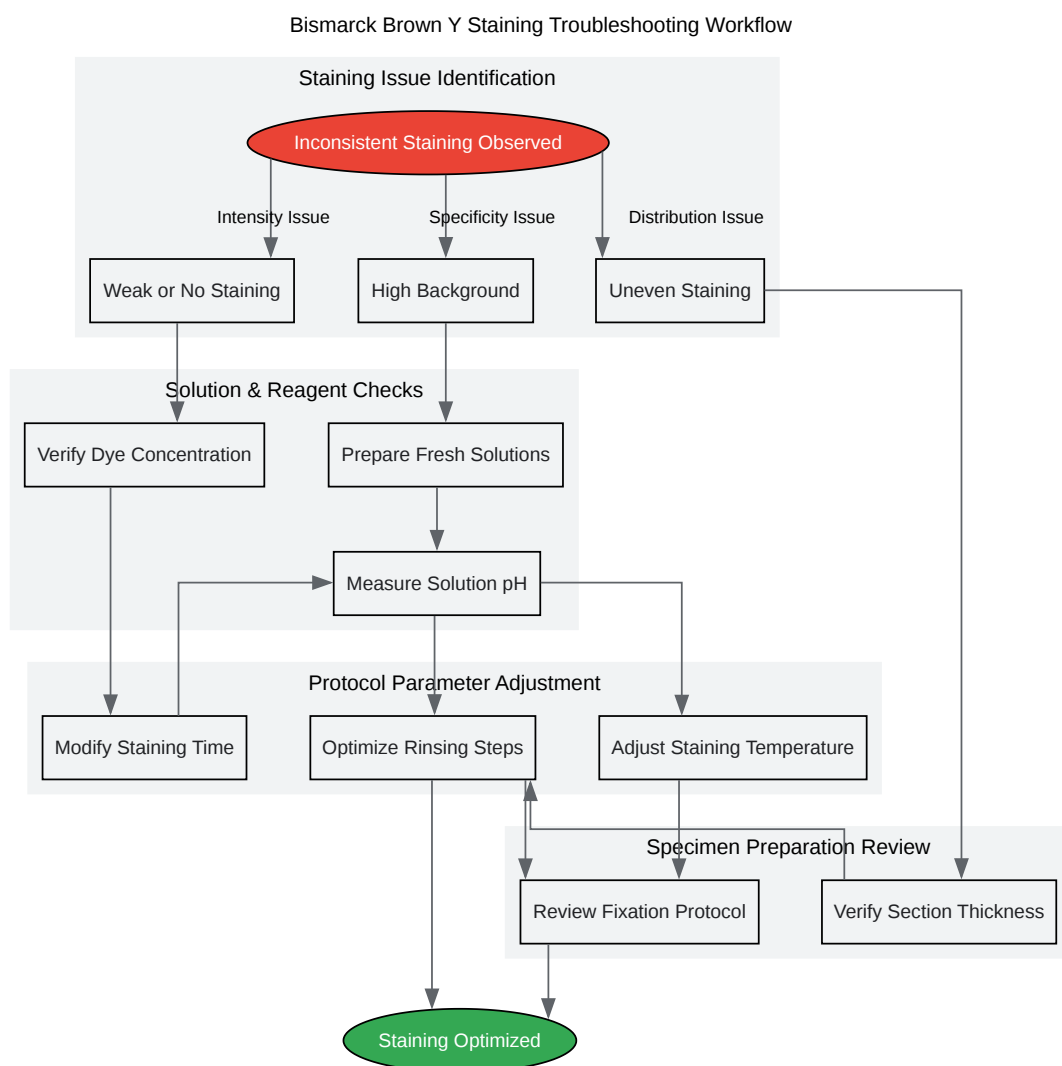 Bismarck Brown Y Staining Troubleshooting Workflow
Staining Issue Identification
Inconsistent Staining Observed
Intensity Issue
Specificity Issue
Distribution Issue
Weak or No Staining
High Background
Uneven Staining
Solution & Reagent Checks
Verify Dye Concentration
Prepare Fresh Solutions
Measure Solution pH
Protocol Parameter Adjustment
Modify Staining Time
Optimize Rinsing Steps
Adjust Staining Temperature
Specimen Preparation Review
Review Fixation Protocol
Verify Section Thickness
Staining Optimized